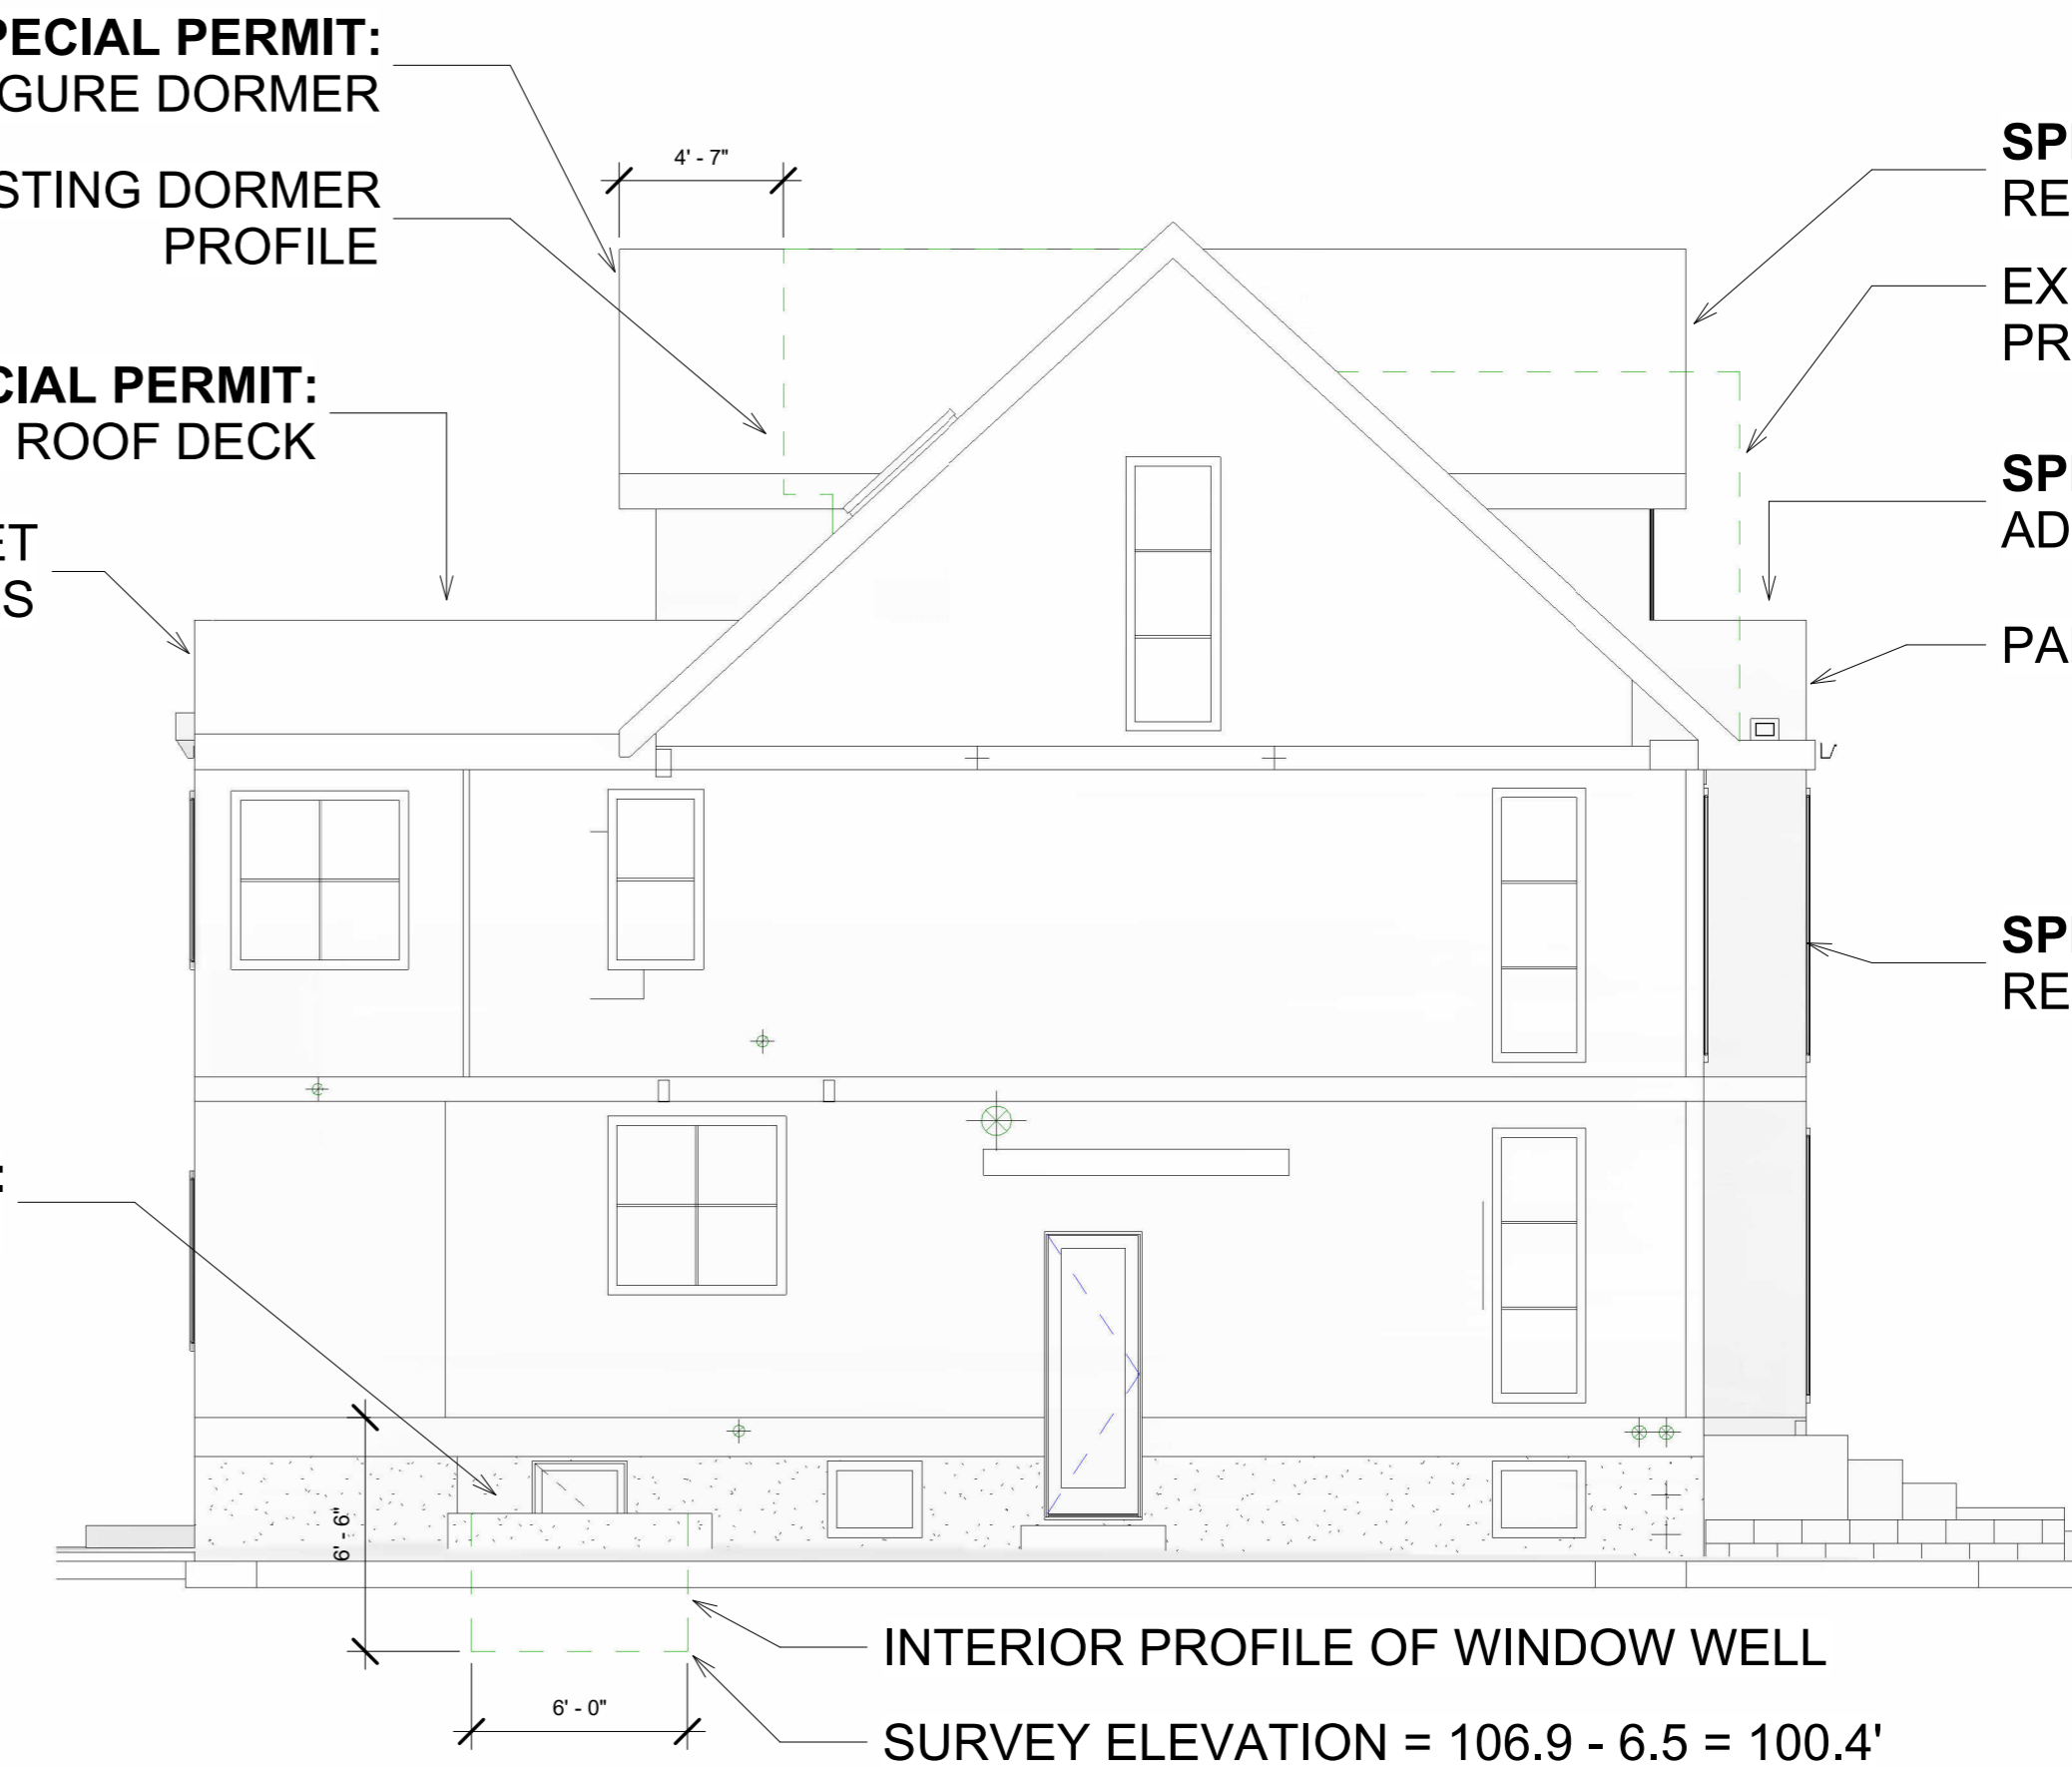 PECIAL PERMIT:
GURE DORMER
4' - 7"
STING DORMER
PROFILE
CIAL PERMIT:
ROOF DECK
ET
S
SP
RE
EX
PR
SP
AD
PA
SP
RE
:
6' - 6"
6' - 0"
INTERIOR PROFILE OF WINDOW WELL
SURVEY ELEVATION = 106.9 - 6.5 = 100.4'